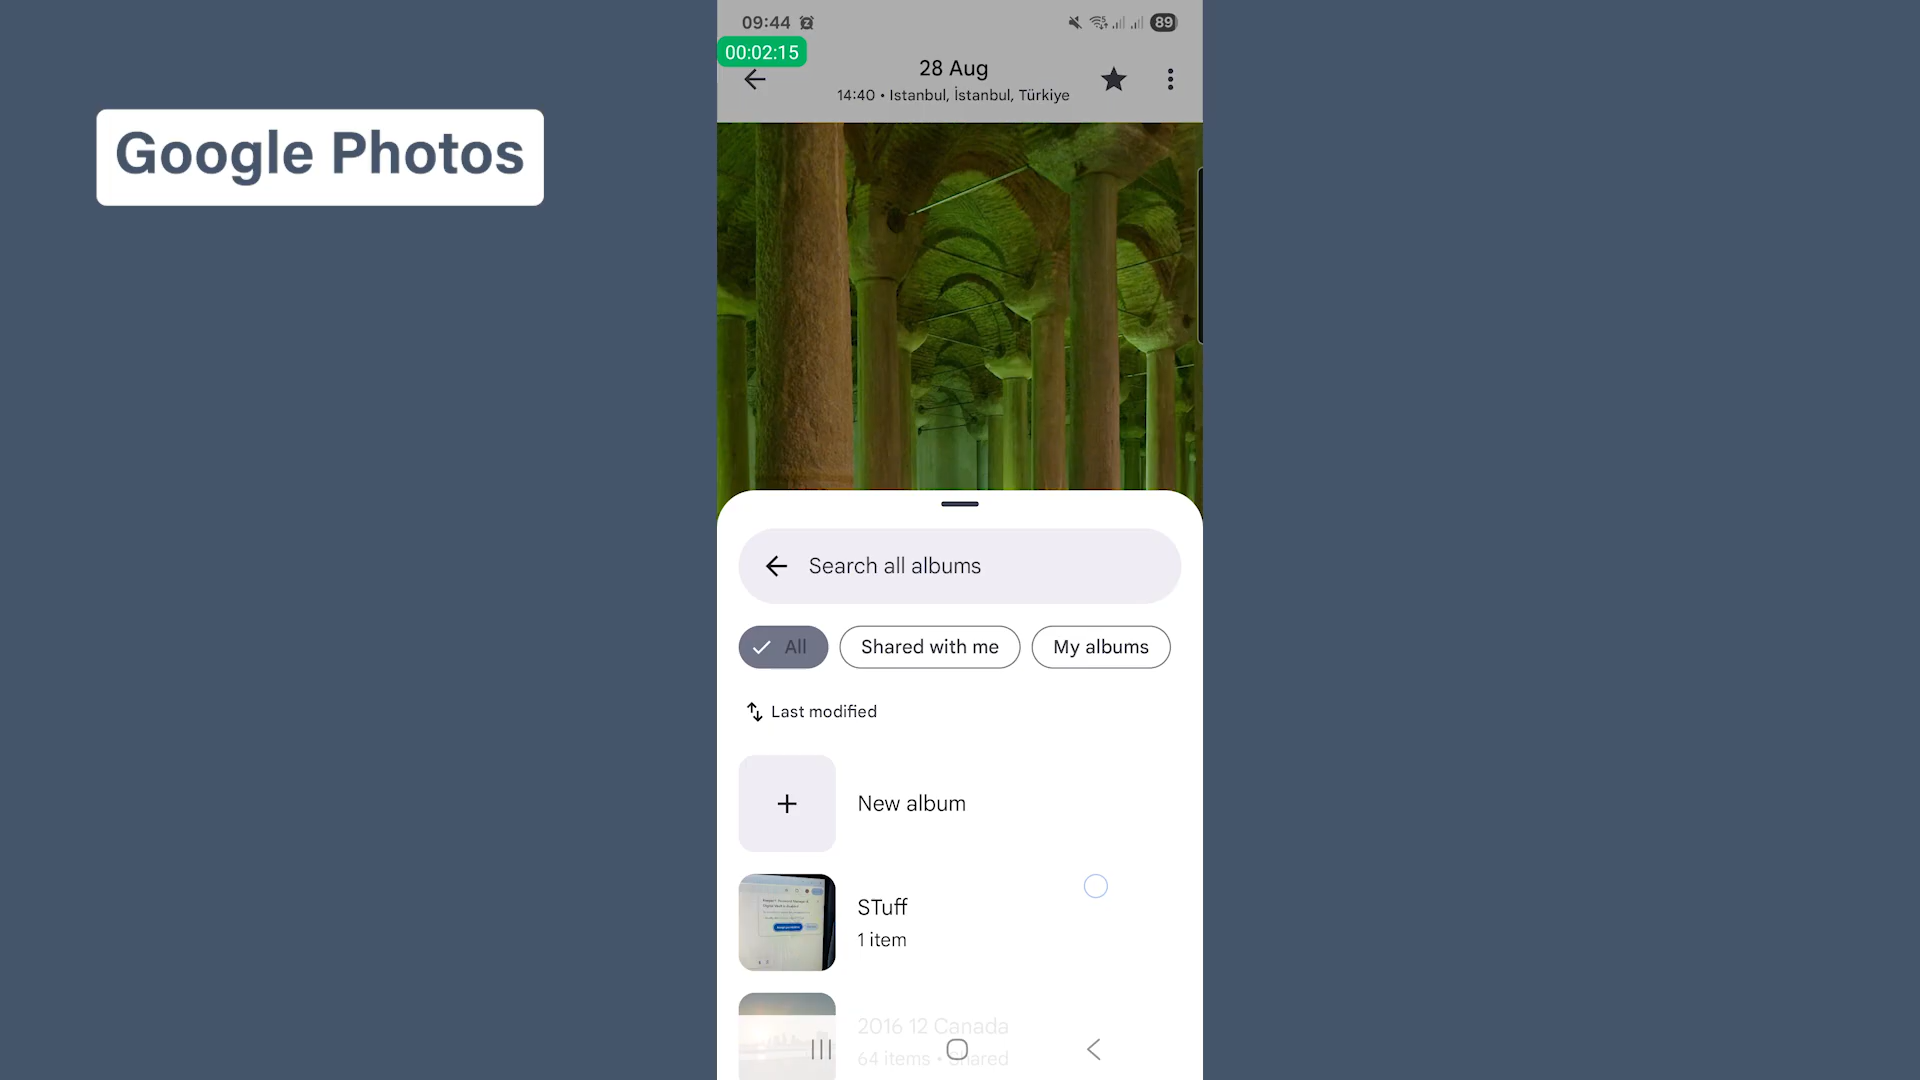 Google Photos
09:44
89
00:02:15
28 Aug
14:40 • Istanbul, İstanbul, Türkiye
Search all albums
All
Shared with me
My albums
Last modified
New album
STuff
1 item
2016 12 Canada
64 items • Shared